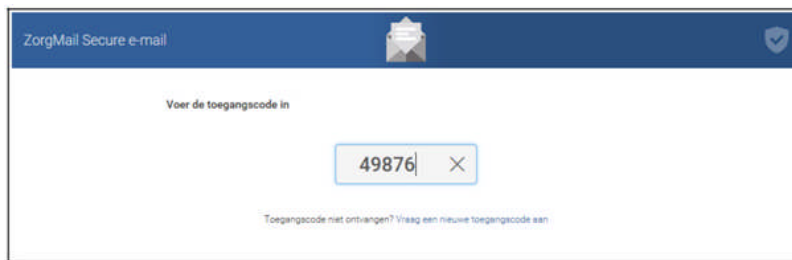 ZorgMail Secure e-mail
Voer de toegangscode in
49876
Toegangscode niet ontvangen? Vraag een nieuwe toegangscode aan